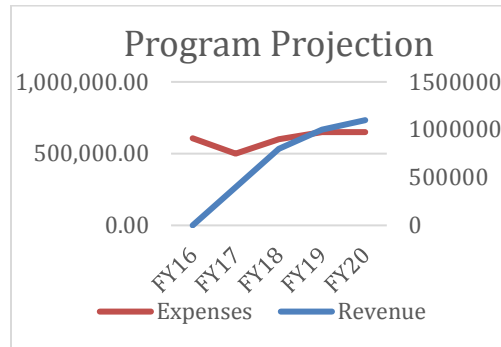 Program Projection
1,000,000.00
500,000.00
0.00
1500000
1000000
500000
0
FY16
FY17
FY18
FY19
FY20
Expenses
Revenue